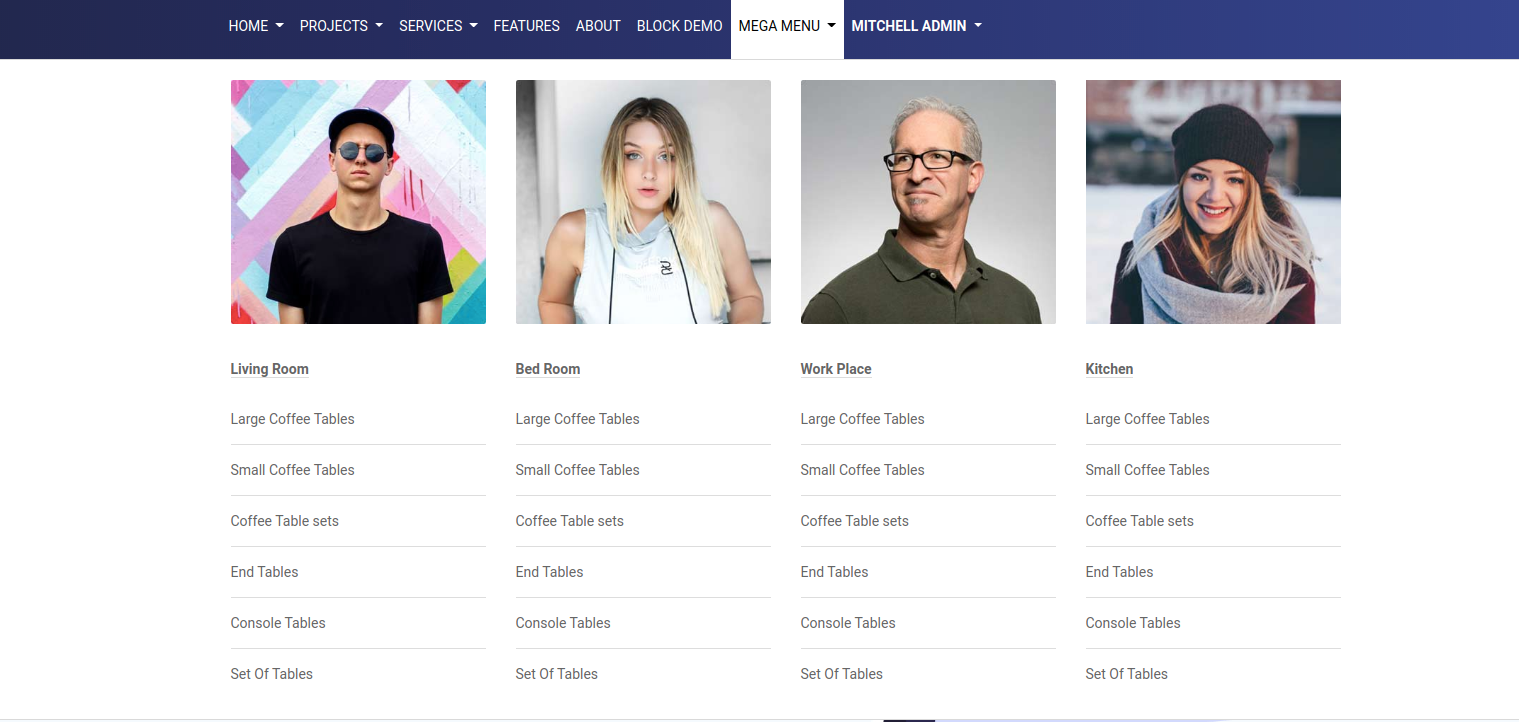 HOME PROJECTS SERVICES FEATURES ABOUT BLOCK DEMO MEGA MENU MITCHELL ADMIN
Living Room
Large Coffee Tables
Small Coffee Tables
Coffee Table sets
End Tables
Console Tables
Set Of Tables
Bed Room
Large Coffee Tables
Small Coffee Tables
Coffee Table sets
End Tables
Console Tables
Set Of Tables
Work Place
Large Coffee Tables
Small Coffee Tables
Coffee Table sets
End Tables
Console Tables
Set Of Tables
Kitchen
Large Coffee Tables
Small Coffee Tables
Coffee Table sets
End Tables
Console Tables
Set Of Tables